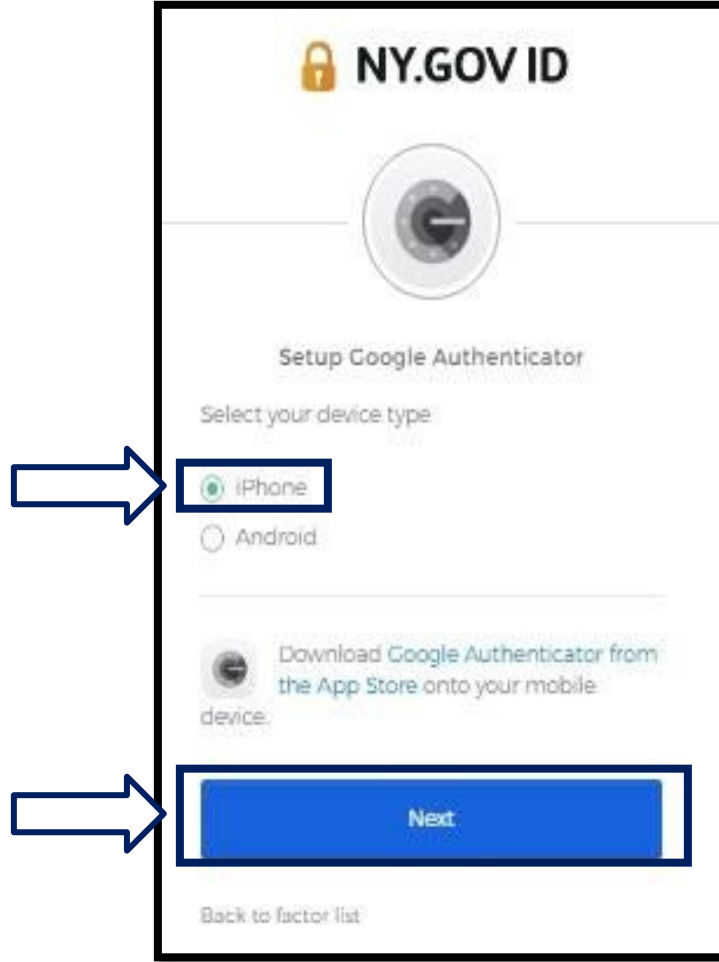 NY.GOV ID
Setup Google Authenticator
Select your device type
iPhone
Android
Download Google Authenticator from
the App Store onto your mobile
device.
Next
Back to factor list